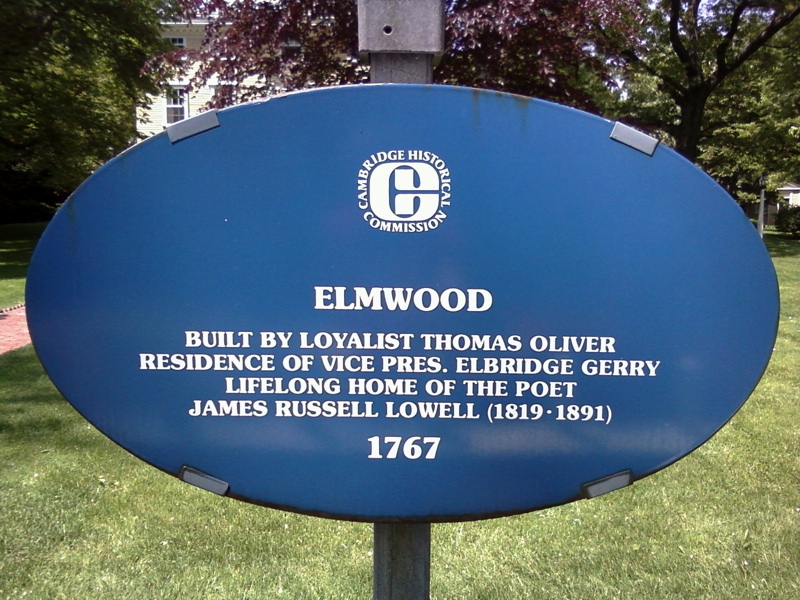 CAMBRIDGE HISTORICAL COMMISSION
C
ELMWOOD
BUILT BY LOYALIST THOMAS OLIVER
RESIDENCE OF VICE PRES. ELBRIDGE GERRY
LIFELONG HOME OF THE POET
JAMES RUSSELL LOWELL (1819·1891)
1767